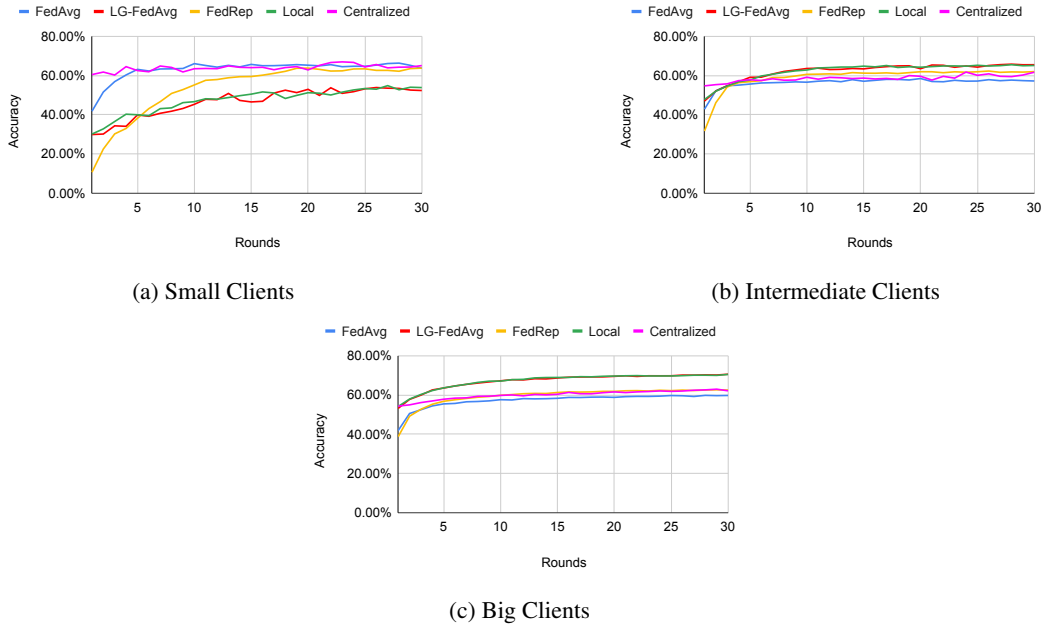 FedAvg LG-FedAvg FedRep Local Centralized
80.00%
60.00%
40.00%
20.00%
0.00%
Accuracy
5 10 15 20 25 30
Rounds
(a) Small Clients
FedAvg LG-FedAvg FedRep Local Centralized
80.00%
60.00%
40.00%
20.00%
0.00%
Accuracy
5 10 15 20 25 30
Rounds
(b) Intermediate Clients
FedAvg LG-FedAvg FedRep Local Centralized
80.00%
60.00%
40.00%
20.00%
0.00%
Accuracy
5 10 15 20 25 30
Rounds
(c) Big Clients